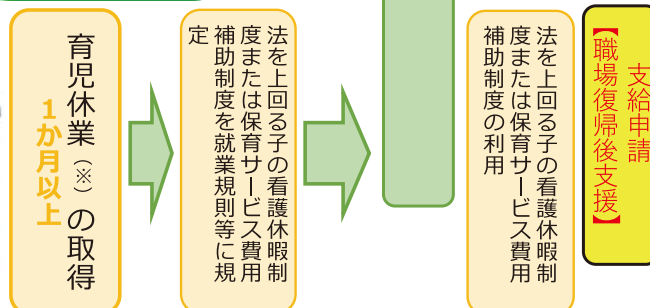 育児休業（※）の取得
1か月以上
法を上回る子の看護休暇制
度または保育サービス費用
補助制度を就業規則等に規
定
法を上回る子の看護休暇制
度または保育サービス費用
補助制度の利用
支給申請
【職場復帰後支援】